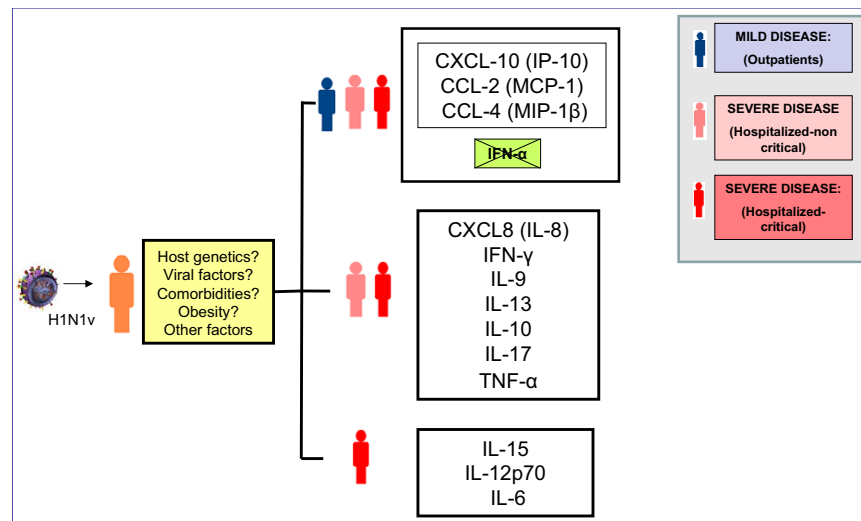 CXCL-10 (IP-10)
CCL-2 (MCP-1)
CCL-4 (MIP-1β)
IFN-α
CXCL8 (IL-8)
IFN-γ
IL-9
IL-13
IL-10
IL-17
TNF-α
IL-15
IL-12p70
IL-6
H1N1v
Host genetics?
Viral factors?
Comorbidities?
Obesity?
Other factors
MILD DISEASE:
(Outpatients)
SEVERE DISEASE
(Hospitalized-non
critical)
SEVERE DISEASE:
(Hospitalized-
critical)